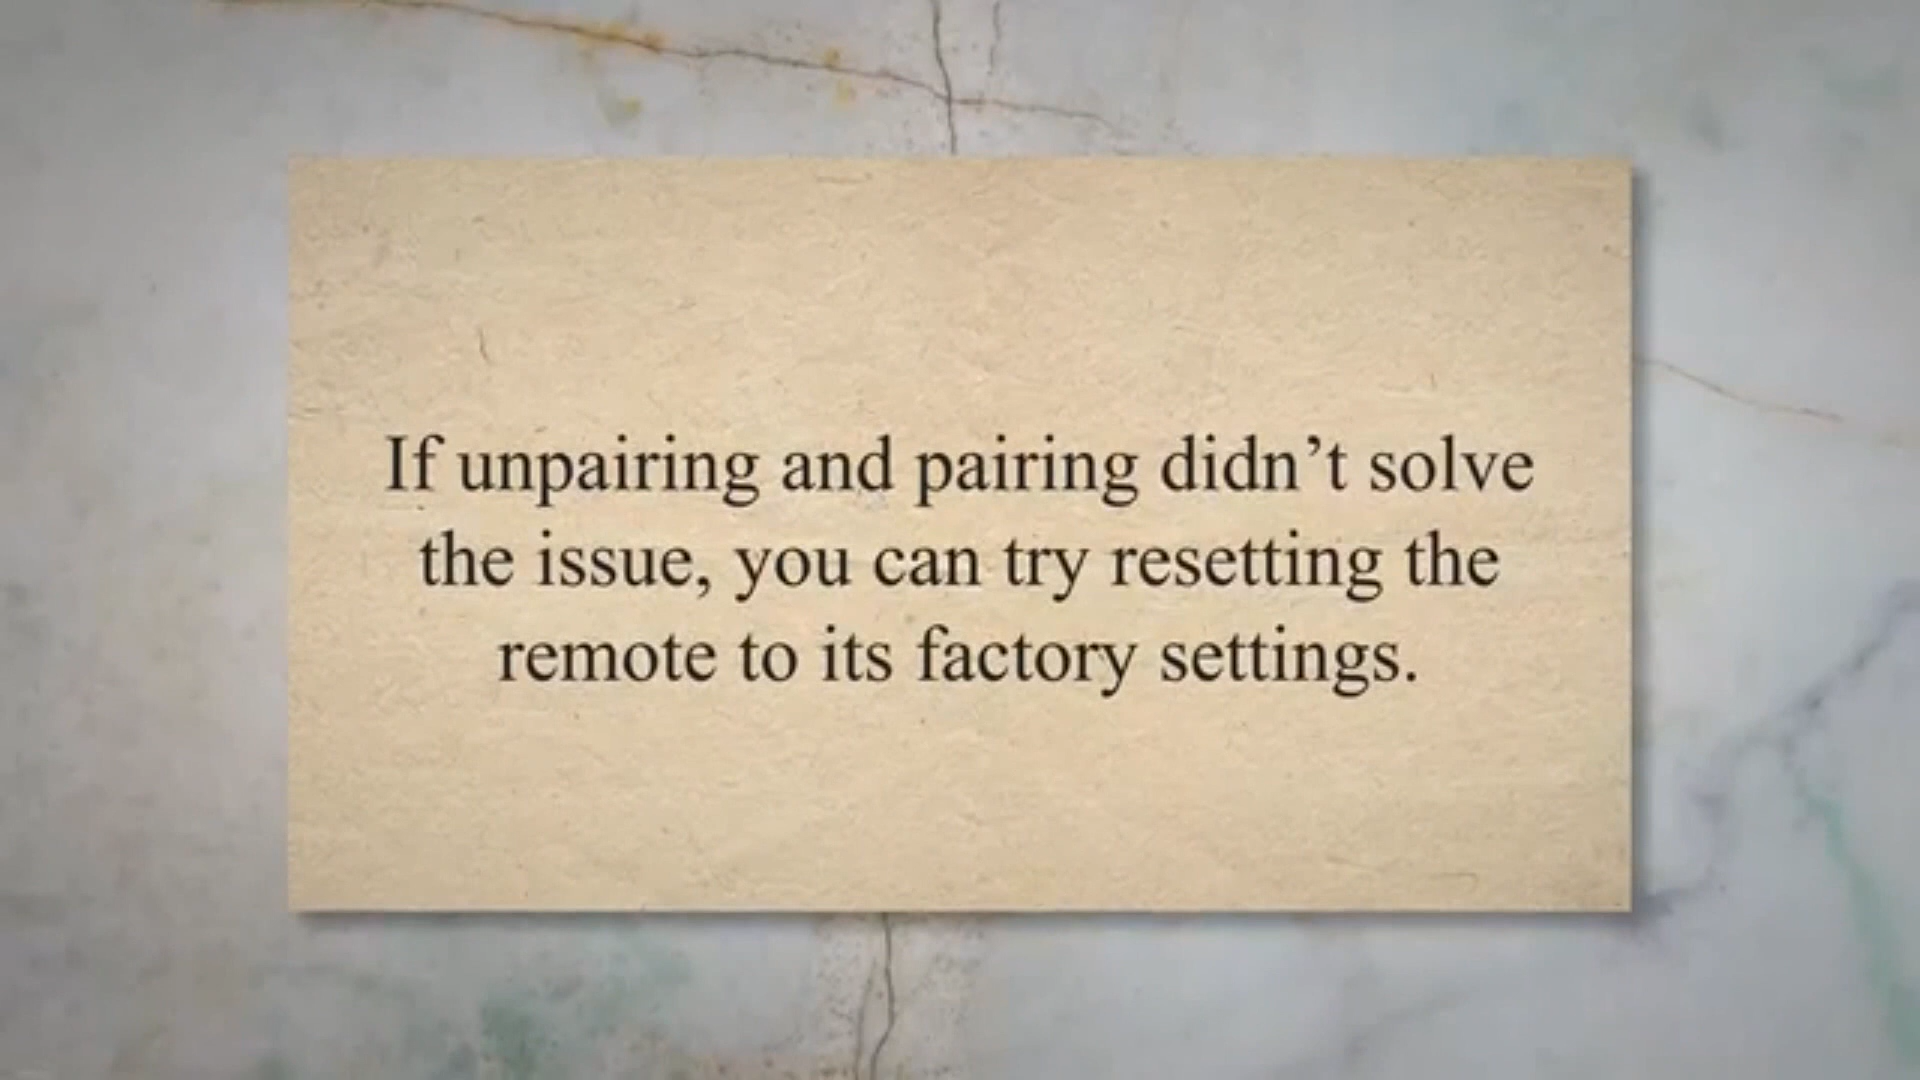 If unpairing and pairing didn’t solve
the issue, you can try resetting the
remote to its factory settings.